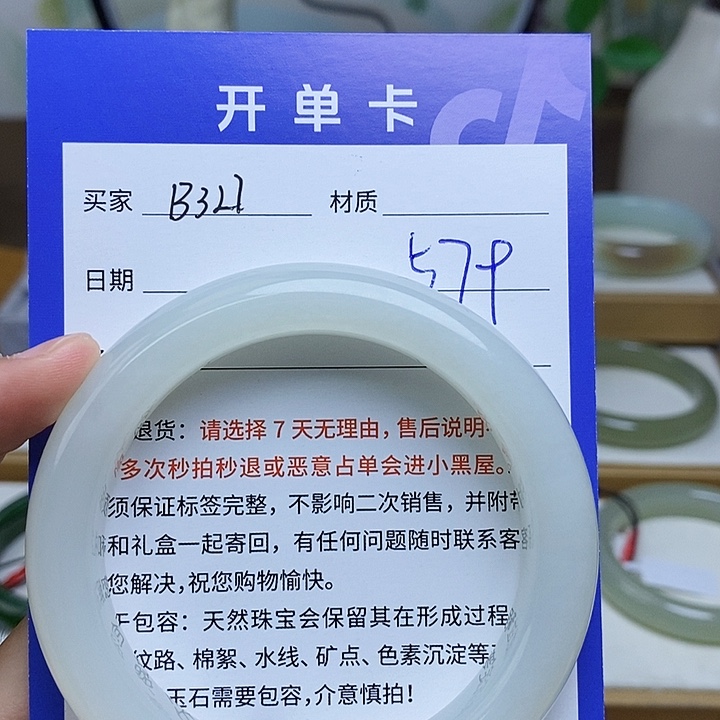 开单卡
买家 B321 材质
日期 579
退货：请选择7天无理由，售后说明
多次秒拍秒退或恶意占单会进小黑屋。
须保证标签完整，不影响二次销售，并附带
和礼盒一起寄回，有任何问题随时联系客
您解决，祝您购物愉快。
于包容：天然珠宝会保留其在形成过程
纹路、棉絮、水线、矿点、色素沉淀等
玉石需要包容，介意慎拍！